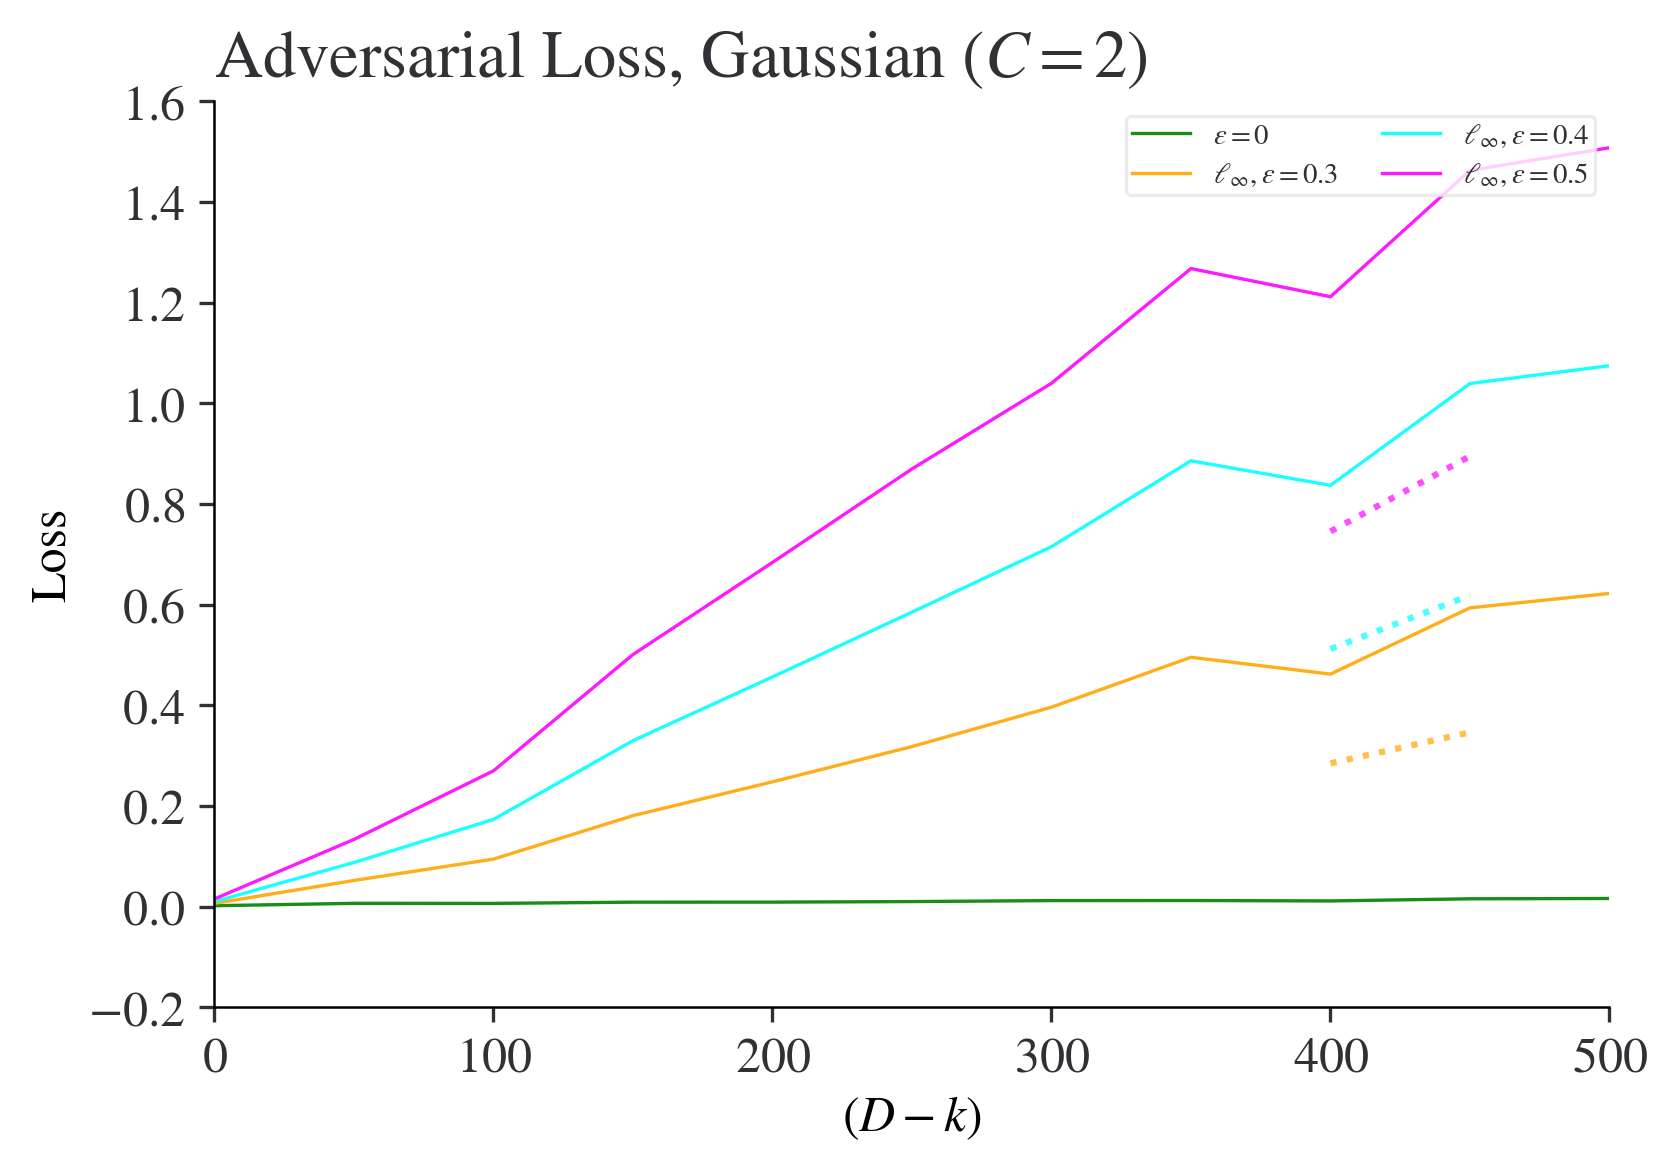 Adversarial Loss, Gaussian (C = 2)
1.6
1.4
1.2
1.0
0.8
0.6
0.4
0.2
0.0
−0.2
Loss
ε = 0
ℓ∞, ε = 0.3
ℓ∞, ε = 0.4
ℓ∞, ε = 0.5
0 100 200 300 400 500
(D − k)